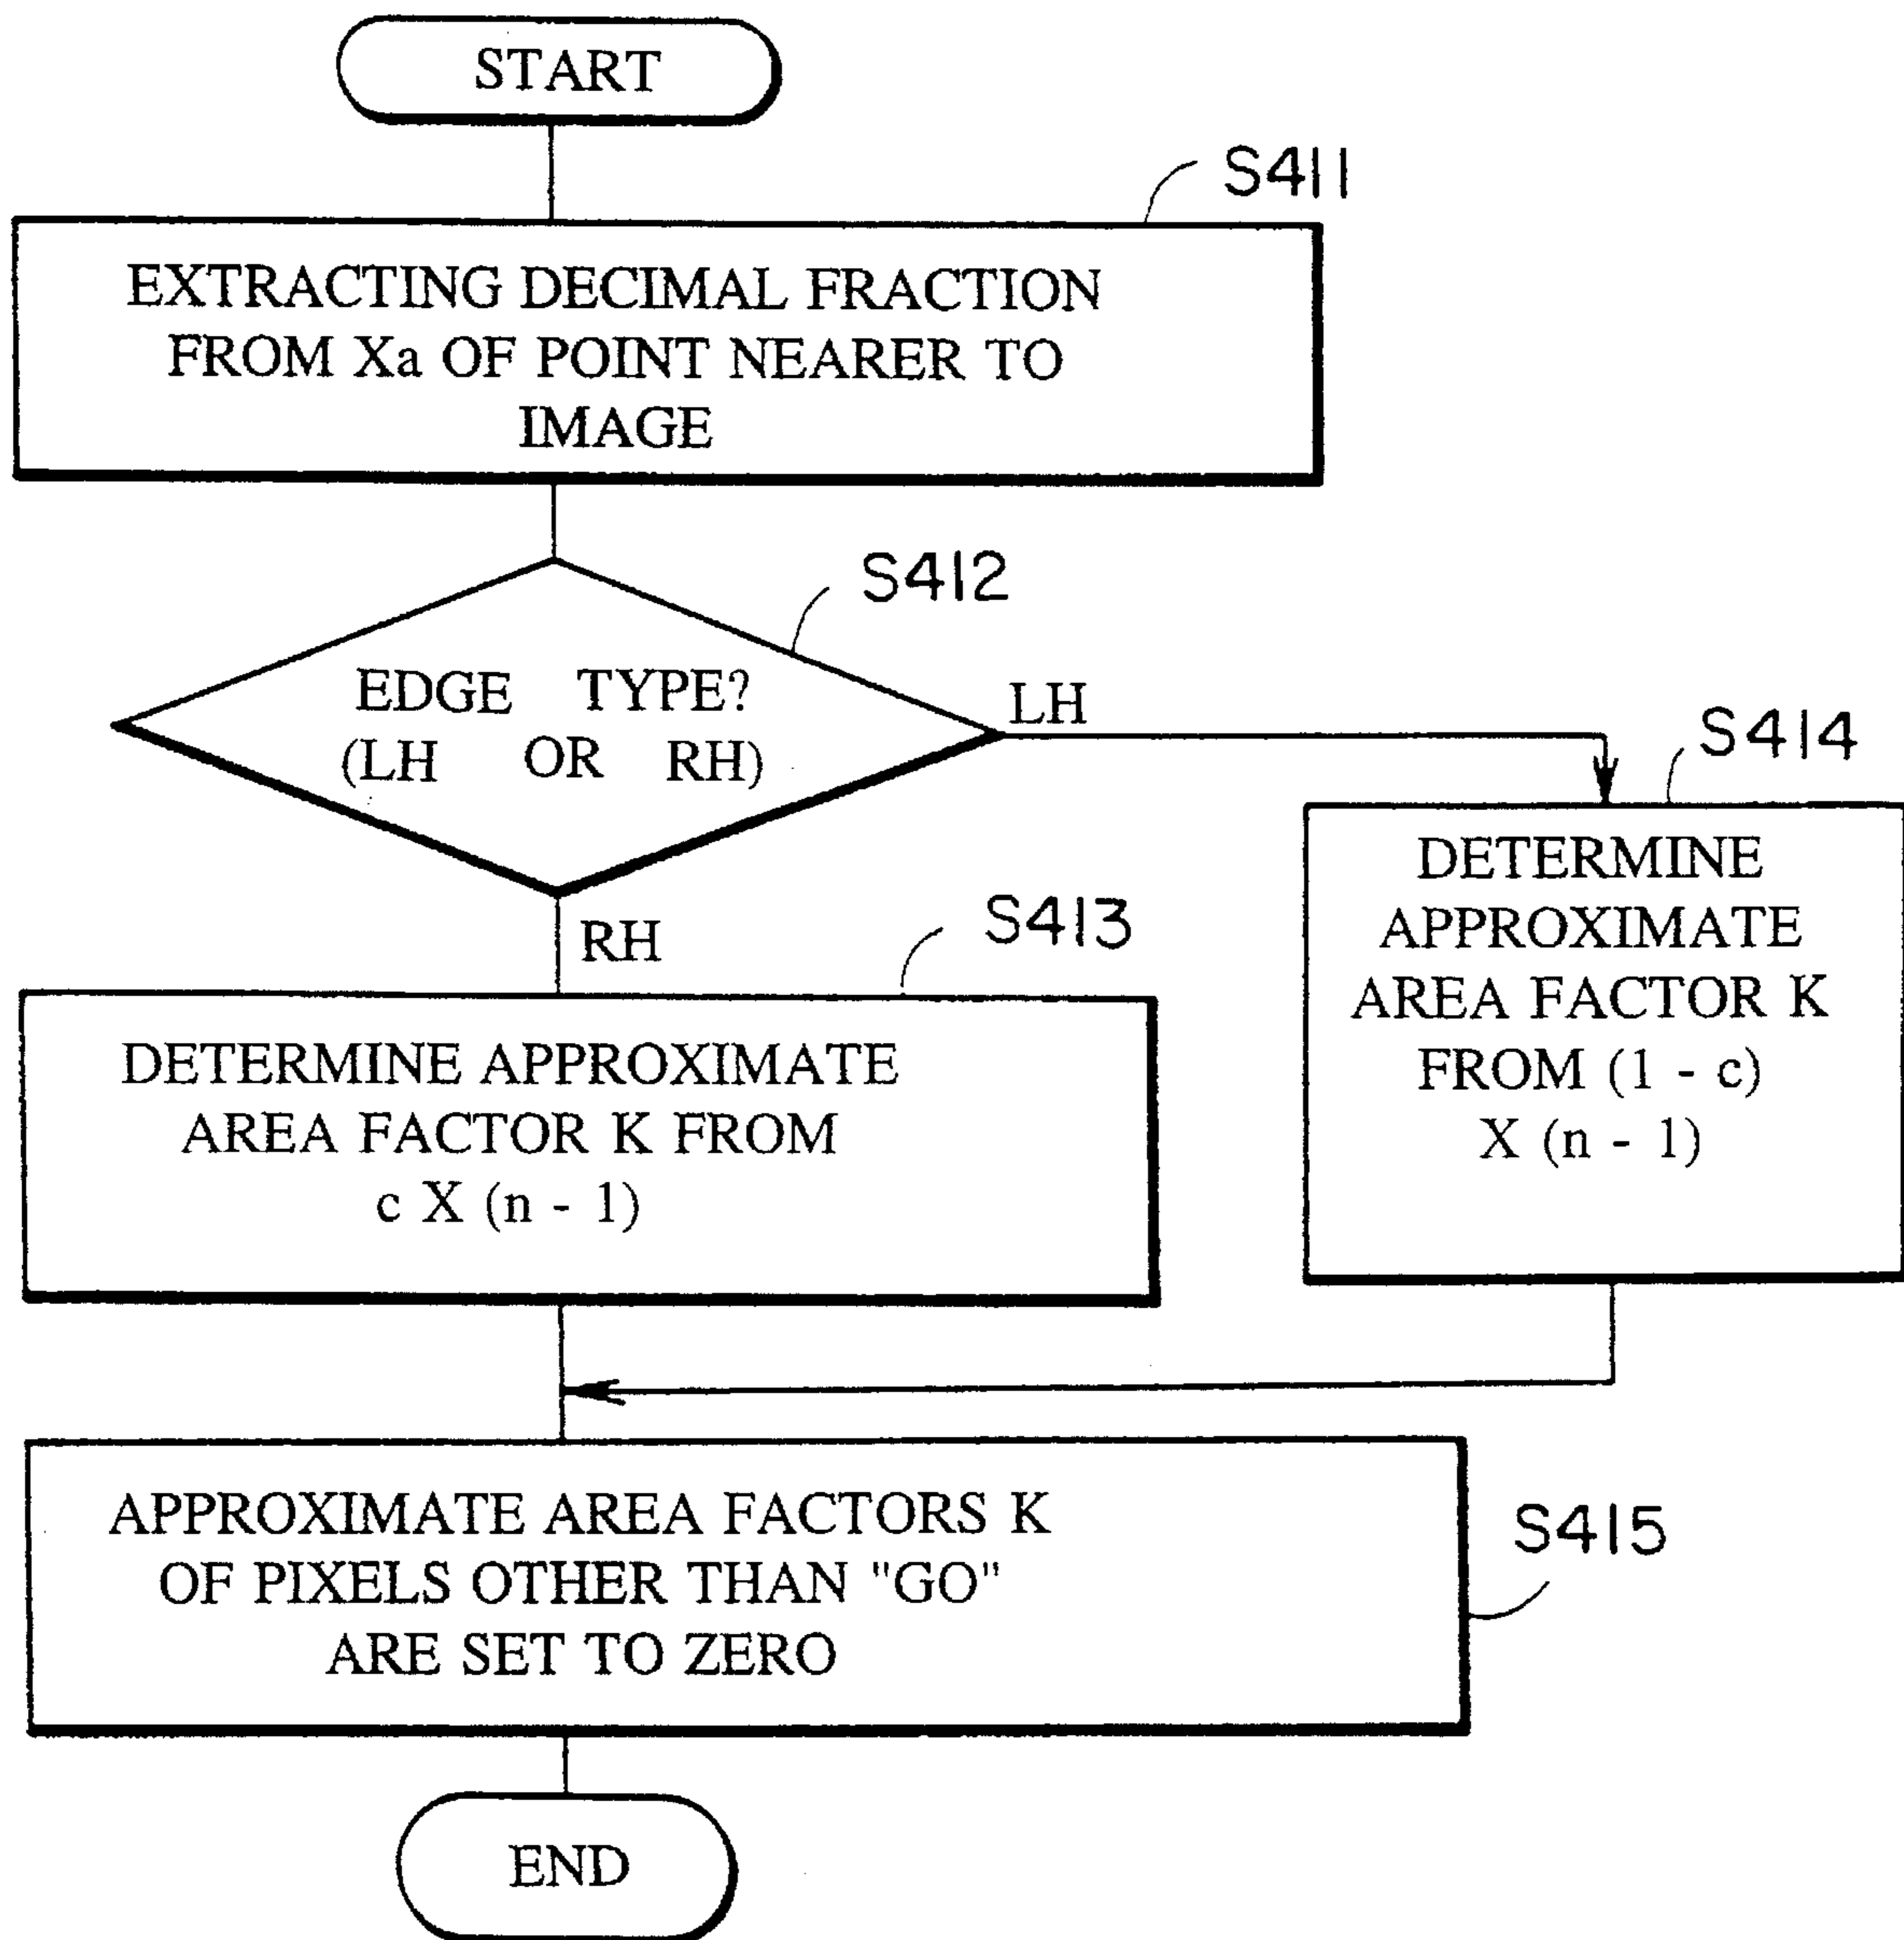 START
S411
EXTRACTING DECIMAL FRACTION
FROM Xa OF POINT NEARER TO
IMAGE
S412
EDGE TYPE?
(LH OR RH)
LH
RH
S414
DETERMINE
APPROXIMATE
AREA FACTOR K
FROM (1 - c)
X (n - 1)
S413
DETERMINE APPROXIMATE
AREA FACTOR K FROM
c X (n - 1)
APPROXIMATE AREA FACTORS K
OF PIXELS OTHER THAN "GO"
ARE SET TO ZERO
S415
END